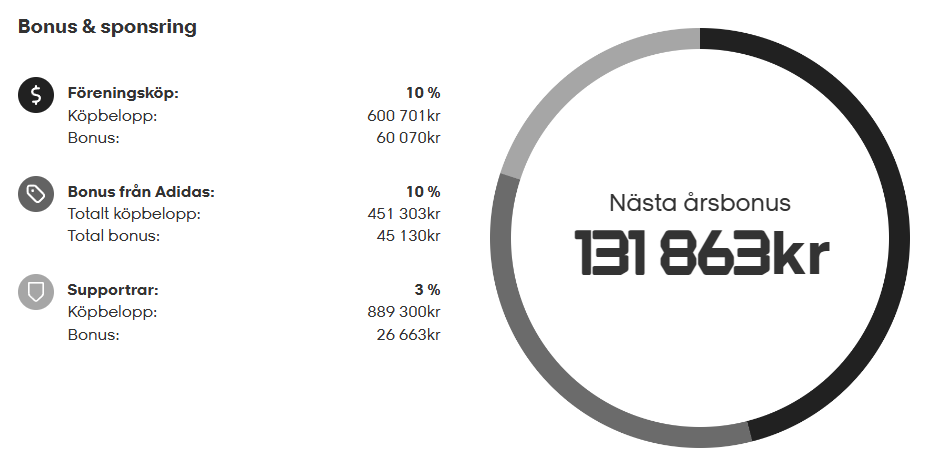 Bonus & sponsring
Föreningsköp: 10 %
Köpbelopp: 600 701kr
Bonus: 60 070kr
Bonus från Adidas: 10 %
Totalt köpbelopp: 451 303kr
Total bonus: 45 130kr
Supportrar: 3 %
Köpbelopp: 889 300kr
Bonus: 26 663kr
Nästa årsbonus
131 863kr